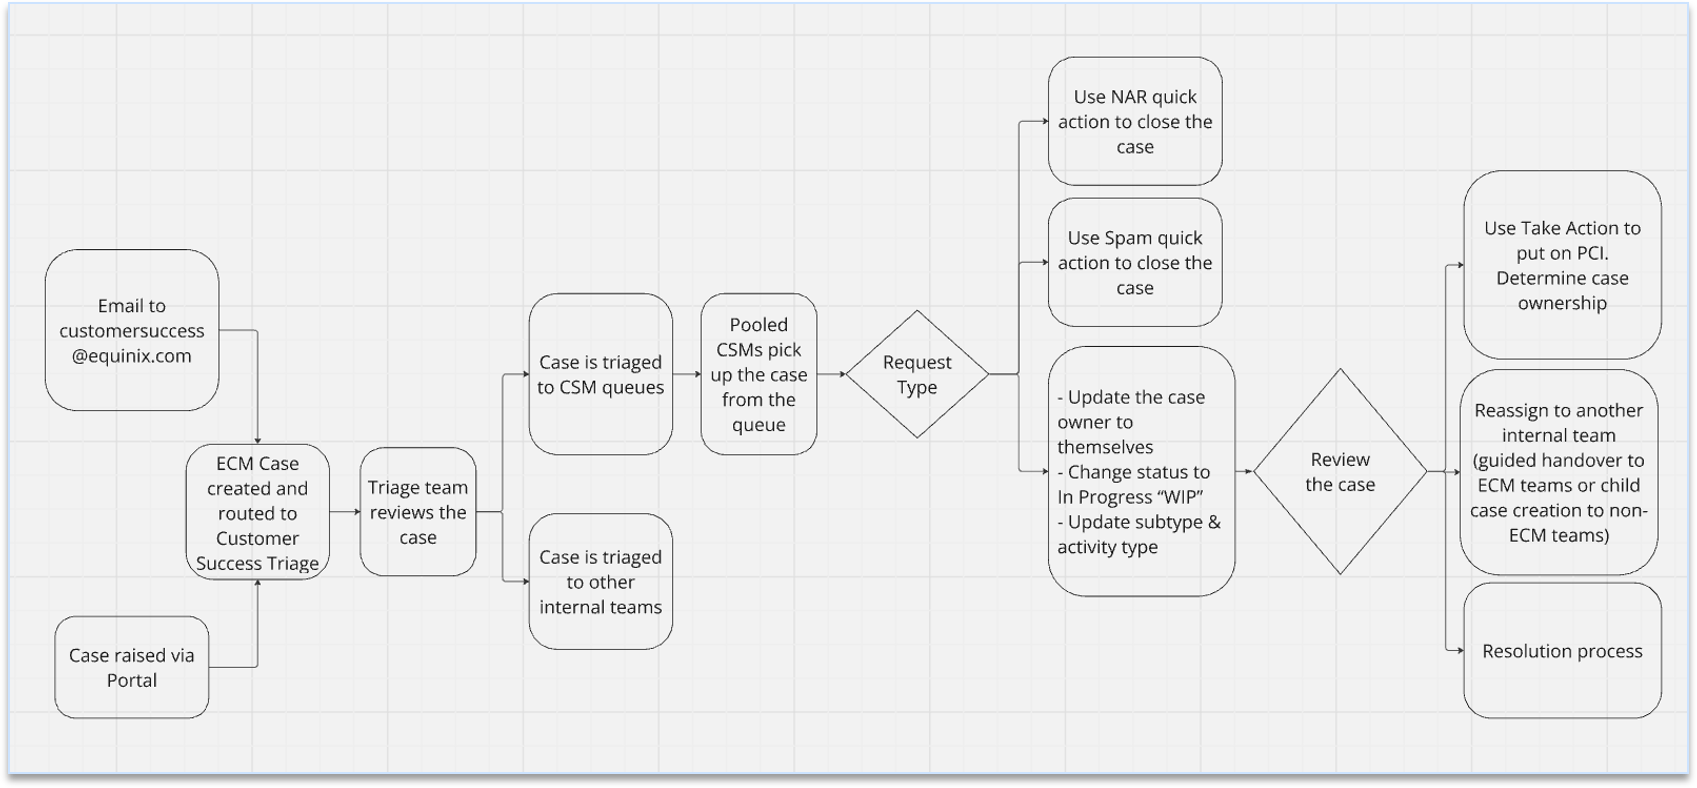 Email to
customersuccess
@equinix.com
Case raised via
Portal
ECM Case
created and
routed to
Customer
Success Triage
Triage team
reviews the
case
Case is triaged
to CSM queues
Case is triaged
to other
internal teams
Pooled
CSMs pick
up the case
from the
queue
Request
Type
Use NAR quick
action to close the
case
Use Spam quick
action to close the
case
- Update the case
owner to
themselves
- Change status to
In Progress “WIP”
- Update subtype &
activity type
Review
the case
Use Take Action to
put on PCI.
Determine case
ownership
Reassign to another
internal team
(guided handover to
ECM teams or child
case creation to non-
ECM teams)
Resolution process